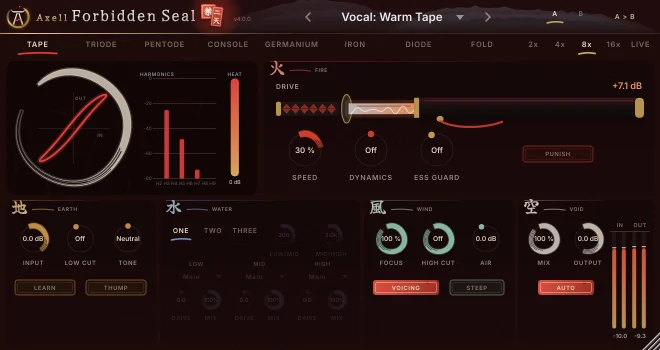 Axell Forbidden Seal v4.0.0
Vocal: Warm Tape
A B A > B
TAPE TRIODE PENTODE CONSOLE GERMANIUM IRON DIODE FOLD 2x 4x 8x 16x LIVE
OUT
IN
HARMONICS
HEAT
0 dB
火 FIRE
DRIVE +7.1 dB
30 % Off Off
SPEED DYNAMICS ESS GUARD
PUNISH
地 EARTH
0.0 dB Off Neutral
INPUT LOW CUT TONE
LEARN THUMP
水 WATER
ONE TWO THREE
LOW MID HIGH
Main Main Main
風 WIND
100 % Off 0.0 dB
FOCUS HIGH CUT AIR
VOICING STEEP
空 VOID
100 % 0.0 dB
MIX OUTPUT
AUTO
IN OUT
-10.0 -9.3